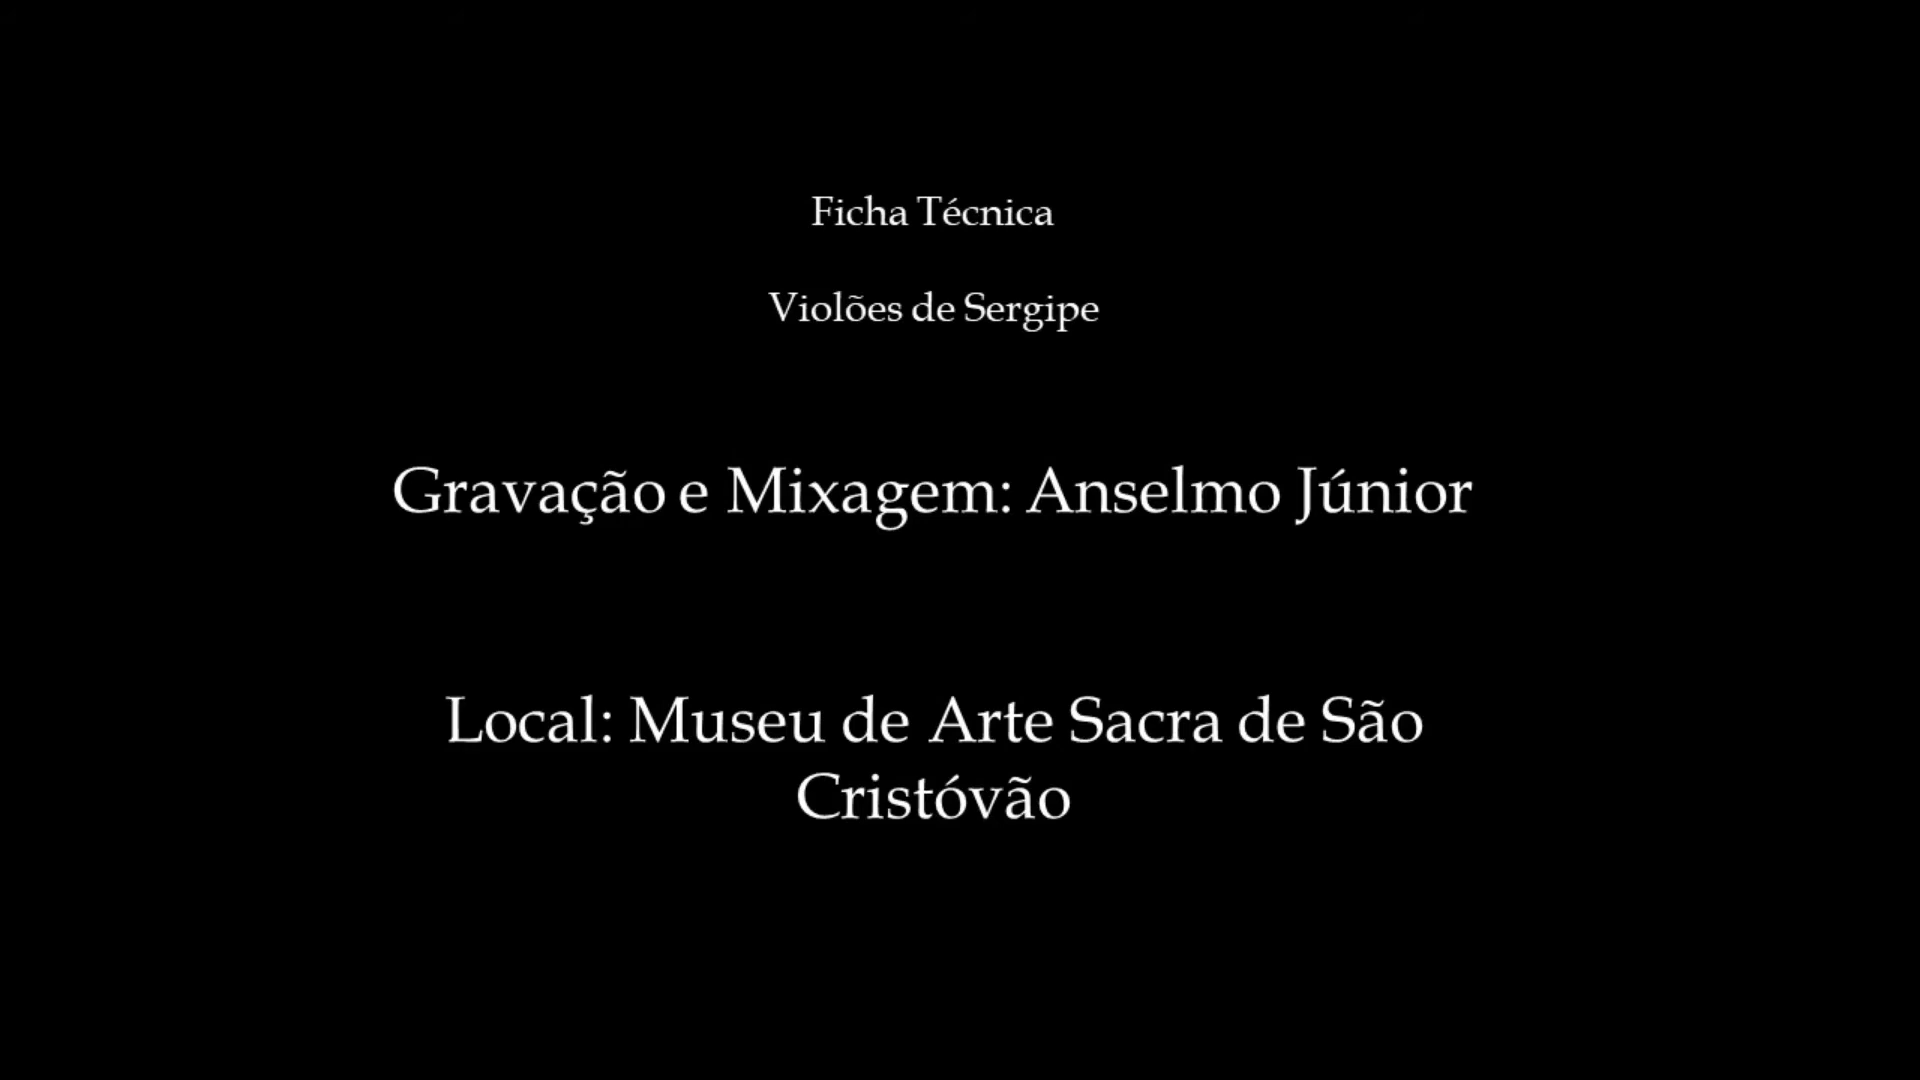 Ficha Técnica
Violões de Sergipe
Gravação e Mixagem: Anselmo Júnior
Local: Museu de Arte Sacra de São
Cristóvão